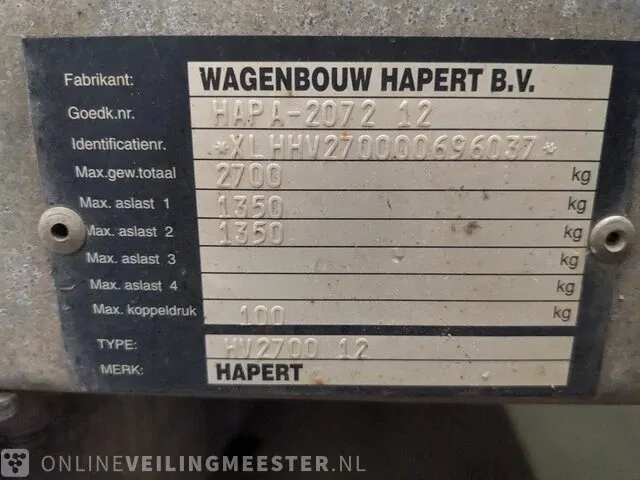 Fabrikant: WAGENBOUW HAPERT B.V.
Goedk.nr. HAPA-2072 12
Identificatienr. *XLHHV270000696037*
Max.gew.totaal 2700 kg
Max. aslast 1 1350 kg
Max. aslast 2 1350 kg
Max. aslast 3 kg
Max. aslast 4 kg
Max. koppeldruk 100 kg
TYPE: HV2700 12
MERK: HAPERT
ONLINEVEILINGMEESTER.NL